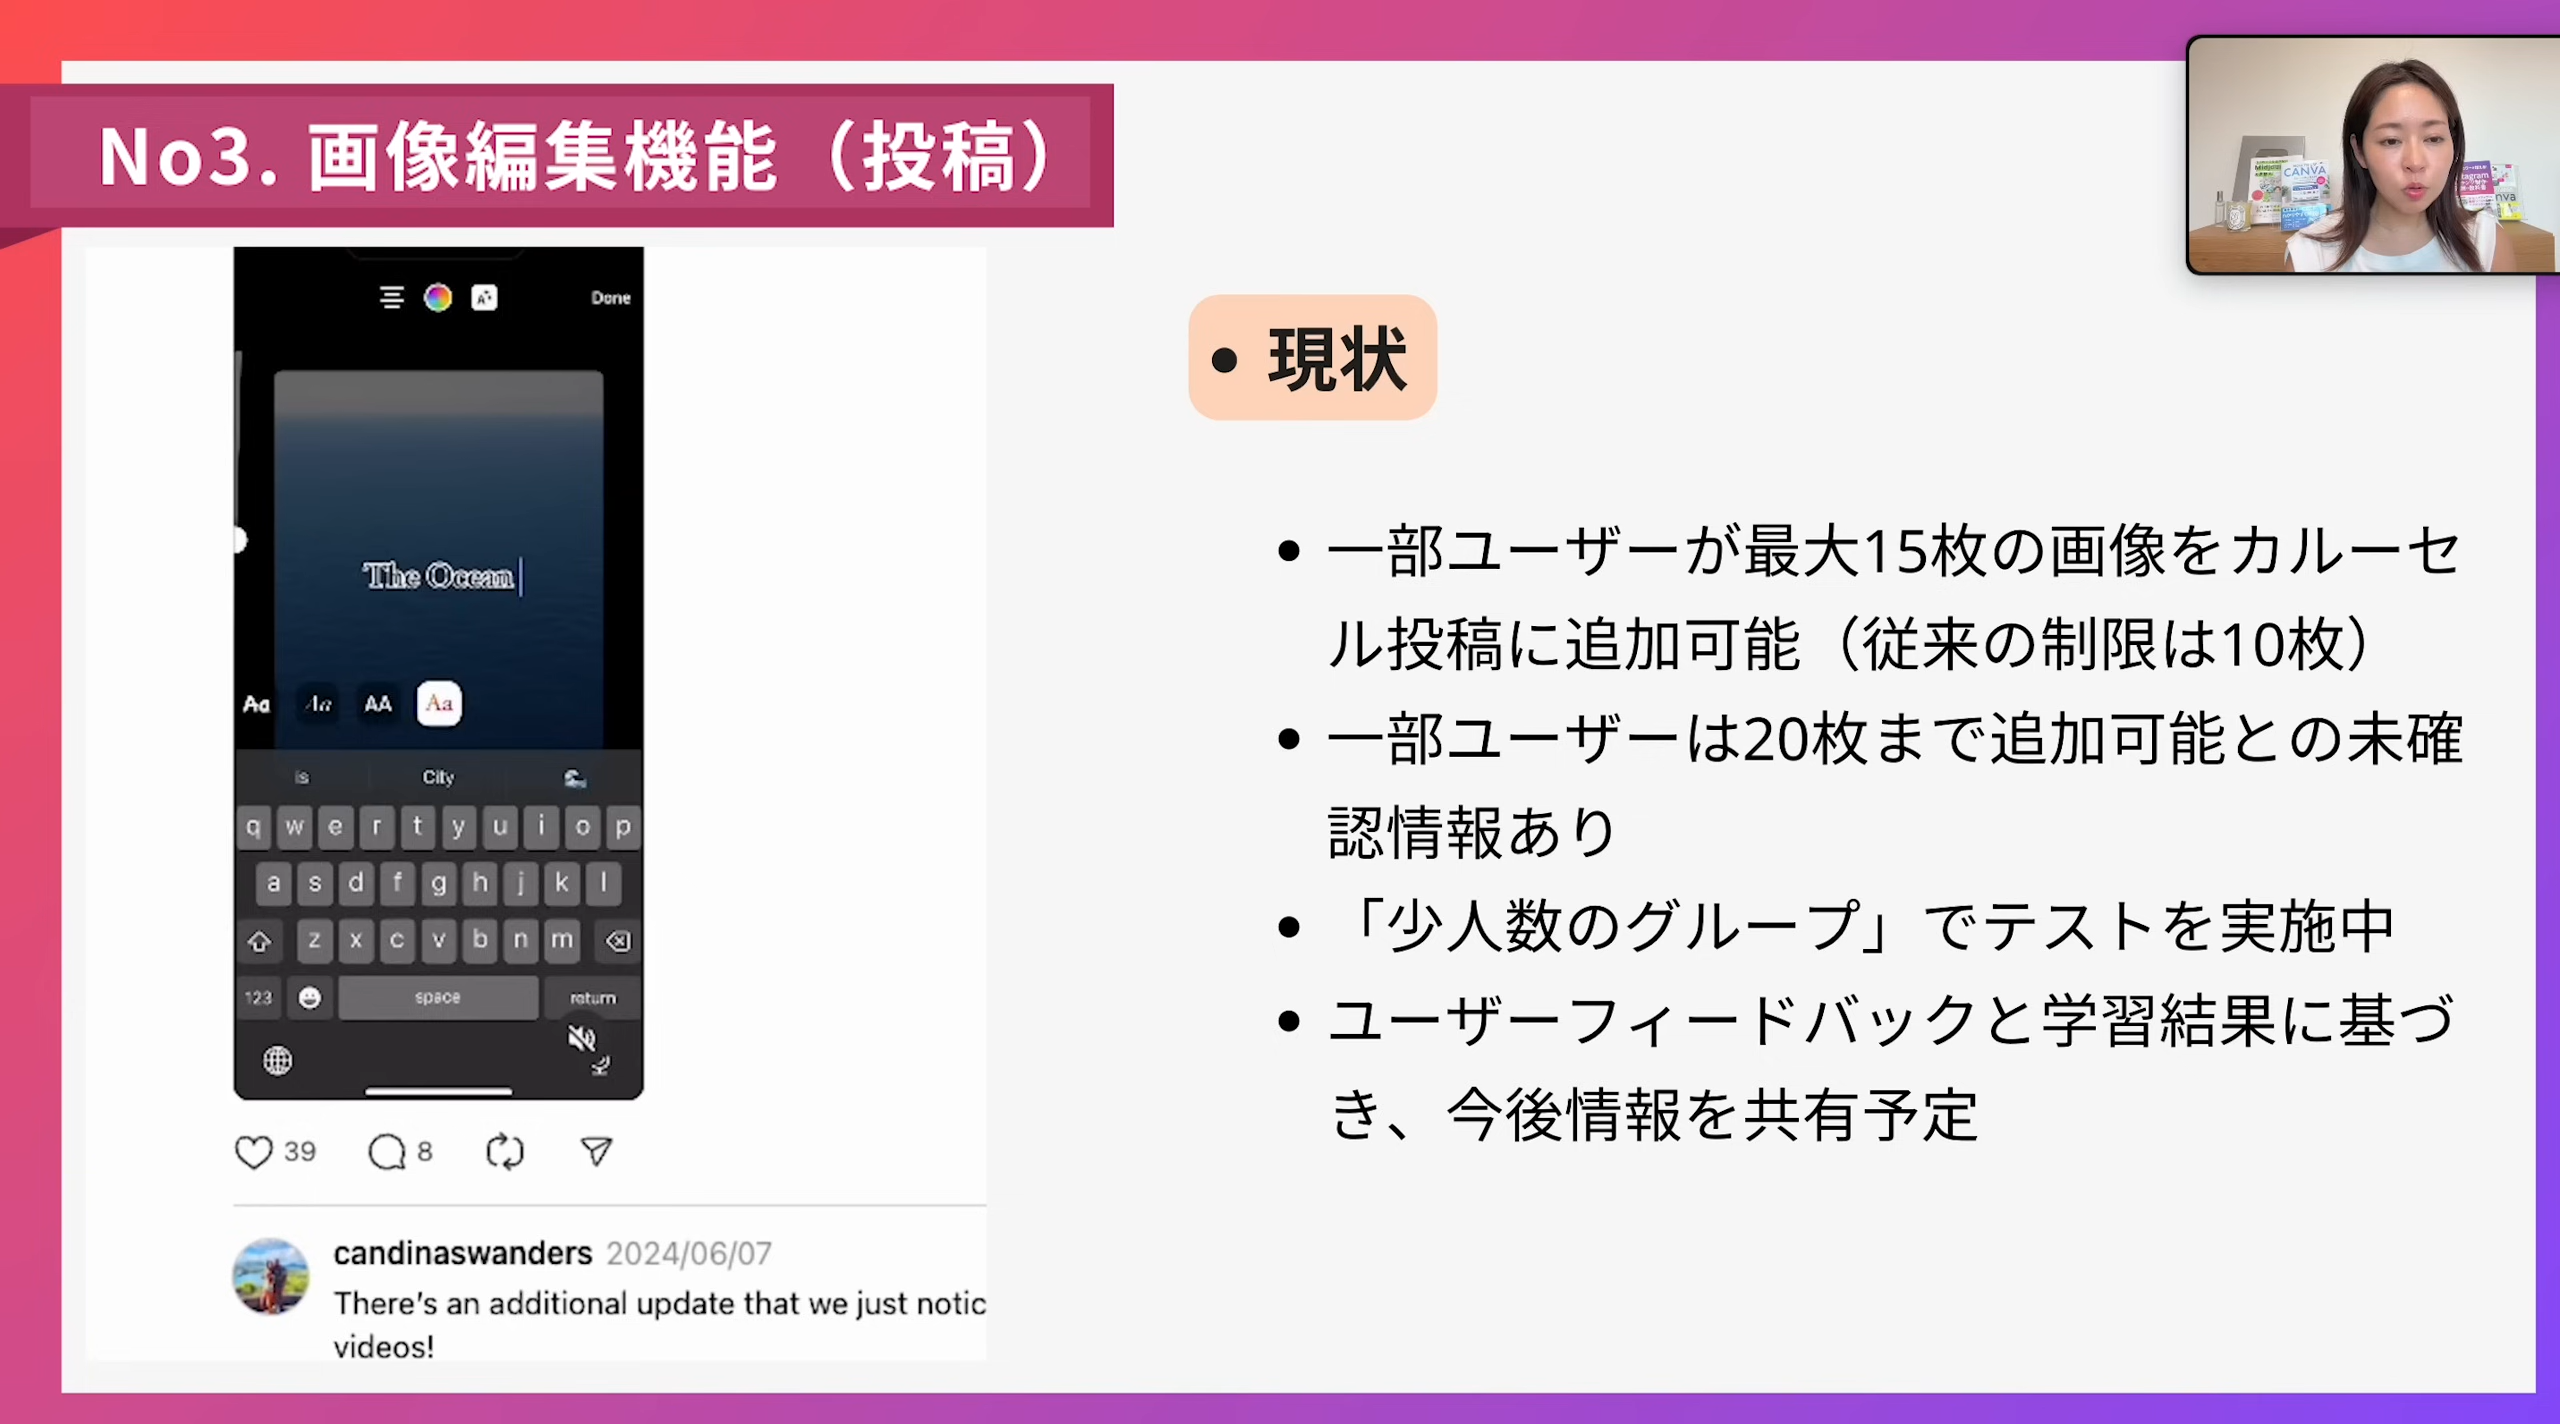 No3. 画像編集機能（投稿）
Done
The Ocean
Aa Aa AA Aa
is City
q w e r t y u i o p
a s d f g h j k l
z x c v b n m
123 space return
39 8
candinaswanders 2024/06/07
There's an additional update that we just notic
videos!
• 現状
• 一部ユーザーが最大15枚の画像をカルーセ
ル投稿に追加可能（従来の制限は10枚）
• 一部ユーザーは20枚まで追加可能との未確
認情報あり
• 「少人数のグループ」でテストを実施中
• ユーザーフィードバックと学習結果に基づ
き、今後情報を共有予定
CANVA